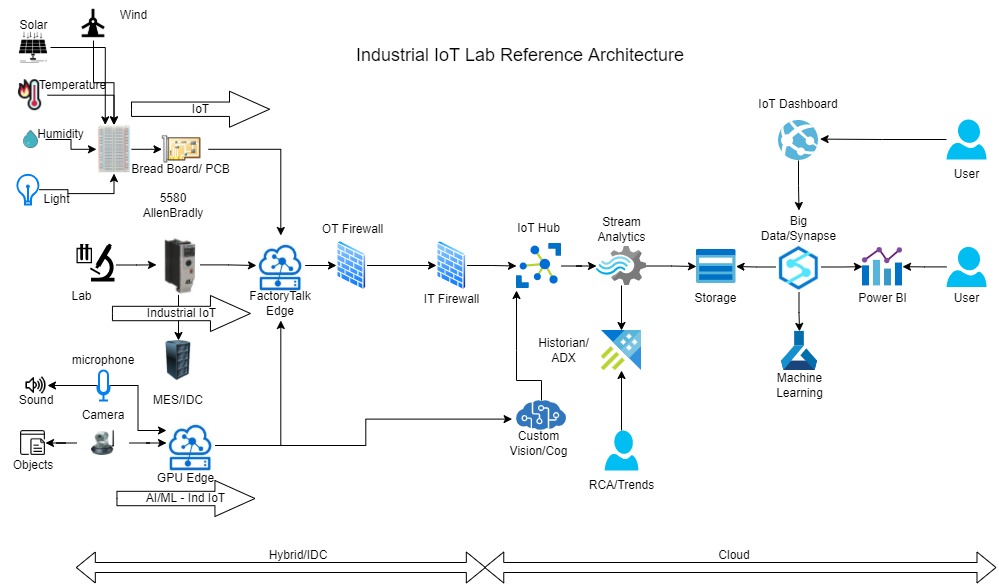 Wind
Solar
Industrial IoT Lab Reference Architecture
Temperature
IoT
IoT Dashboard
Humidity
Bread Board/ PCB
User
Light
5580
AllenBradly
OT Firewall
IoT Hub
Stream
Analytics
Big
Data/Synapse
Lab
FactoryTalk
Edge
IT Firewall
Storage
Power BI
User
Industrial IoT
Historian/
ADX
microphone
Sound
MES/IDC
Machine
Learning
Camera
Custom
Vision/Cog
Objects
GPU Edge
RCA/Trends
AI/ML - Ind IoT
Hybrid/IDC
Cloud